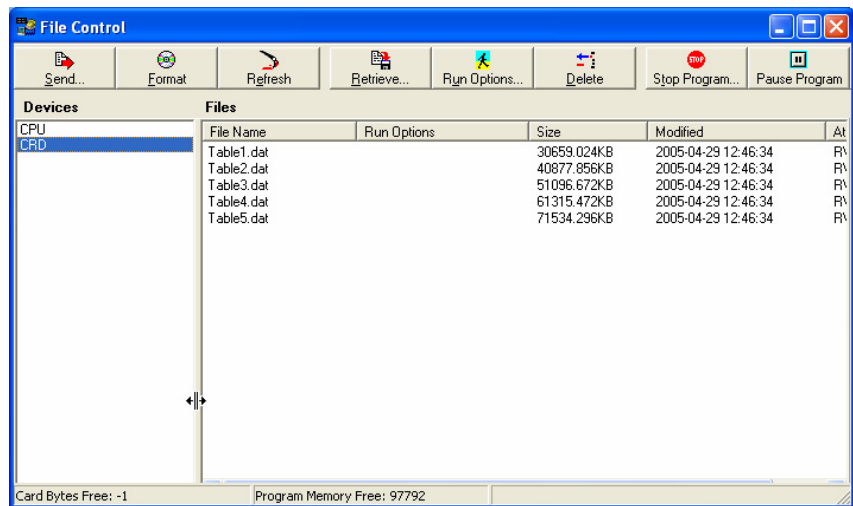 File Control
Send... Format Refresh Retrieve... Run Options... Delete Stop Program... Pause Program
Devices Files
CPU
CRD
File Name Run Options Size Modified At
Table1.dat 30659.024KB 2005-04-29 12:46:34
Table2.dat 40877.856KB 2005-04-29 12:46:34
Table3.dat 51096.672KB 2005-04-29 12:46:34
Table4.dat 61315.472KB 2005-04-29 12:46:34
Table5.dat 71534.296KB 2005-04-29 12:46:34
Card Bytes Free: -1 Program Memory Free: 97792